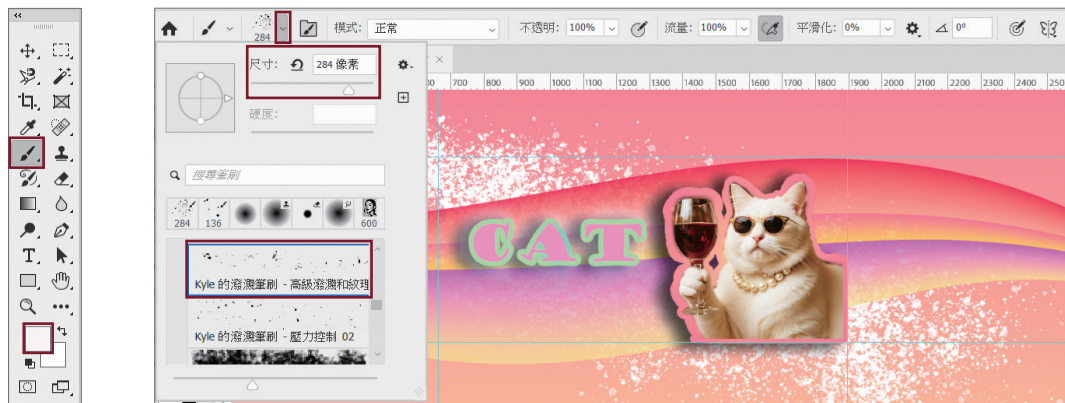 284
模式: 正常
不透明: 100%
流量: 100%
平滑化: 0%
0°
尺寸: 284 像素
硬度:
搜尋筆刷
284 136 600
Kyle 的潑濺筆刷 - 高級潑濺和紋理
Kyle 的潑濺筆刷 - 壓力控制 02
700 800 900 1000 1100 1200 1300 1400 1500 1600 1700 1800 1900 2000 2100 2200 2300 2400
CAT